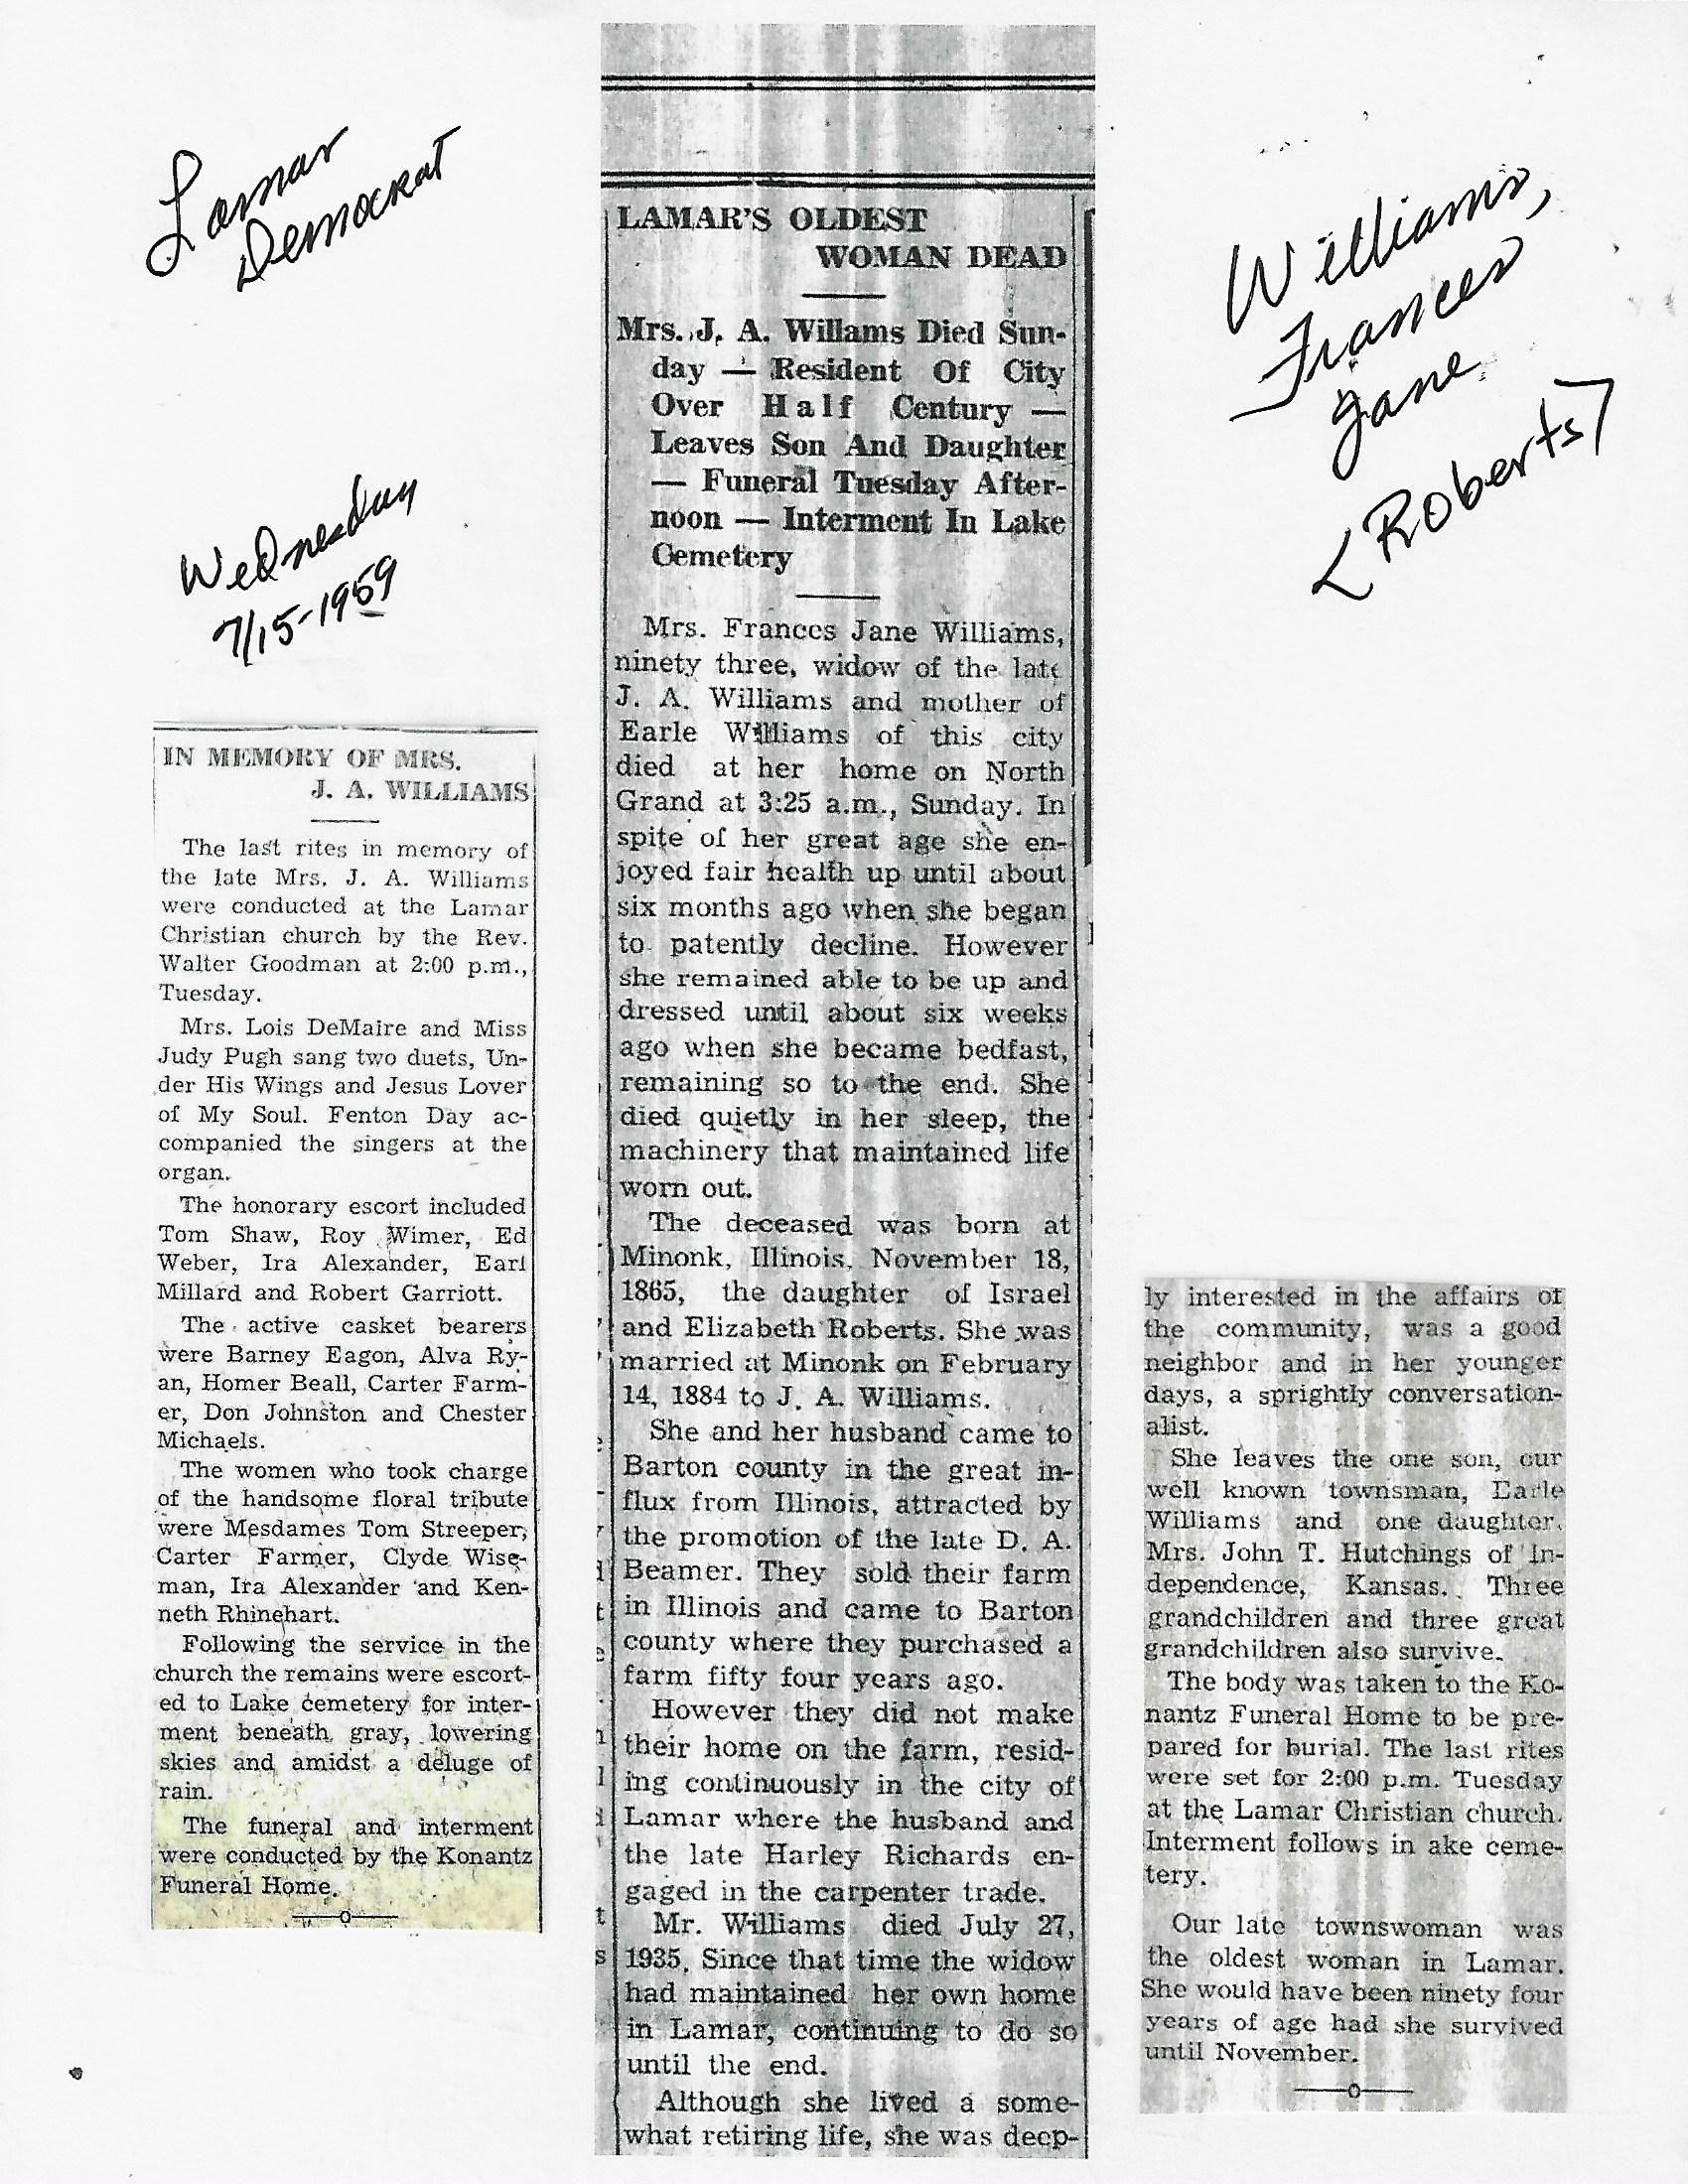 Lamar
Democrat
Wednesday
7/15-1959
Williams,
Frances
Jane
<Roberts>
IN MEMORY OF MRS.
J. A. WILLIAMS
The last rites in memory of
the late Mrs. J. A. Williams
were conducted at the Lamar
Christian church by the Rev.
Walter Goodman at 2:00 p.m.,
Tuesday.
Mrs. Lois DeMaire and Miss
Judy Pugh sang two duets, Un-
der His Wings and Jesus Lover
of My Soul. Fenton Day ac-
companied the singers at the
organ.
The honorary escort included
Tom Shaw, Roy Wimer, Ed
Weber, Ira Alexander, Earl
Millard and Robert Garriott.
The active casket bearers
were Barney Eagon, Alva Ry-
an, Homer Beall, Carter Farm-
er, Don Johnston and Chester
Michaels.
The women who took charge
of the handsome floral tribute
were Mesdames Tom Streeper,
Carter Farmer, Clyde Wise-
man, Ira Alexander and Ken-
neth Rhinehart.
Following the service in the
church the remains were escort-
ed to Lake cemetery for inter-
ment beneath gray, lowering
skies and amidst a deluge of
rain.
The funeral and interment
were conducted by the Konantz
Funeral Home.
LAMAR'S OLDEST
WOMAN DEAD
Mrs. J. A. Willams Died Sun-
day — Resident Of City
Over Half Century —
Leaves Son And Daughter
— Funeral Tuesday After-
noon — Interment In Lake
Cemetery
Mrs. Frances Jane Williams,
ninety three, widow of the late
J. A. Williams and mother of
Earle Williams of this city
died at her home on North
Grand at 3:25 a.m., Sunday. In
spite of her great age she en-
joyed fair health up until about
six months ago when she began
to patently decline. However
she remained able to be up and
dressed until about six weeks
ago when she became bedfast,
remaining so to the end. She
died quietly in her sleep, the
machinery that maintained life
worn out.
The deceased was born at
Minonk, Illinois, November 18,
1865, the daughter of Israel
and Elizabeth Roberts. She was
married at Minonk on February
14, 1884 to J. A. Williams.
She and her husband came to
Barton county in the great in-
flux from Illinois, attracted by
the promotion of the late D. A.
Beamer. They sold their farm
in Illinois and came to Barton
county where they purchased a
farm fifty four years ago.
However they did not make
their home on the farm, resid-
ing continuously in the city of
Lamar where the husband and
the late Harley Richards en-
gaged in the carpenter trade.
Mr. Williams died July 27,
1935. Since that time the widow
had maintained her own home
in Lamar, continuing to do so
until the end.
Although she lived a some-
what retiring life, she was deep-
ly interested in the affairs of
the community, was a good
neighbor and in her younger
days, a sprightly conversation-
alist.
She leaves the one son, our
well known townsman, Earle
Williams and one daughter.
Mrs. John T. Hutchings of In-
dependence, Kansas. Three
grandchildren and three great
grandchildren also survive.
The body was taken to the Ko-
nantz Funeral Home to be pre-
pared for burial. The last rites
were set for 2:00 p.m. Tuesday
at the Lamar Christian church.
Interment follows in ake ceme-
tery.
Our late townswoman was
the oldest woman in Lamar.
She would have been ninety four
years of age had she survived
until November.